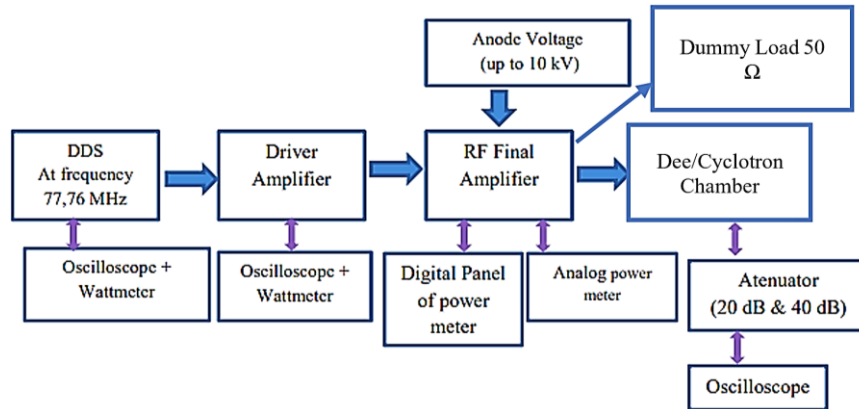 Anode Voltage
(up to 10 kV)
Dummy Load 50
Ω
DDS
At frequency
77,76 MHz
Driver
Amplifier
RF Final
Amplifier
Dee/Cyclotron
Chamber
Oscilloscope +
Wattmeter
Oscilloscope +
Wattmeter
Digital Panel
of power
meter
Analog power
meter
Atenuator
(20 dB & 40 dB)
Oscilloscope